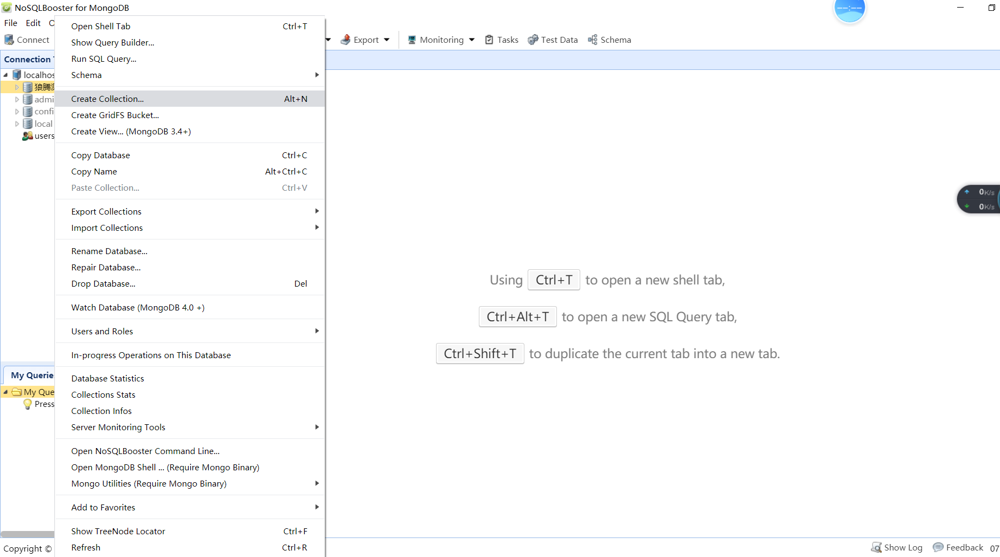 NoSQLBooster for MongoDB
--:--
File Edit
Connect
Export
Monitoring
Tasks
Test Data
Schema
Connection
localhos
狼腾
admi
confi
local
users
Open Shell Tab Ctrl+T
Show Query Builder...
Run SQL Query...
Schema
Create Collection... Alt+N
Create GridFS Bucket...
Create View... (MongoDB 3.4+)
Copy Database Ctrl+C
Copy Name Alt+Ctrl+C
Paste Collection... Ctrl+V
Export Collections
Import Collections
Rename Database...
Repair Database...
Drop Database... Del
Watch Database (MongoDB 4.0 +)
Users and Roles
In-progress Operations on This Database
Database Statistics
Collections Stats
Collection Infos
Server Monitoring Tools
Open NoSQLBooster Command Line...
Open MongoDB Shell ... (Require Mongo Binary)
Mongo Utilities (Require Mongo Binary)
Add to Favorites
Show TreeNode Locator Ctrl+F
Refresh Ctrl+R
0K/s
0K/s
Using Ctrl+T to open a new shell tab,
Ctrl+Alt+T to open a new SQL Query tab,
Ctrl+Shift+T to duplicate the current tab into a new tab.
My Querie
My Que
Press
Copyright ©
Show Log
Feedback
07